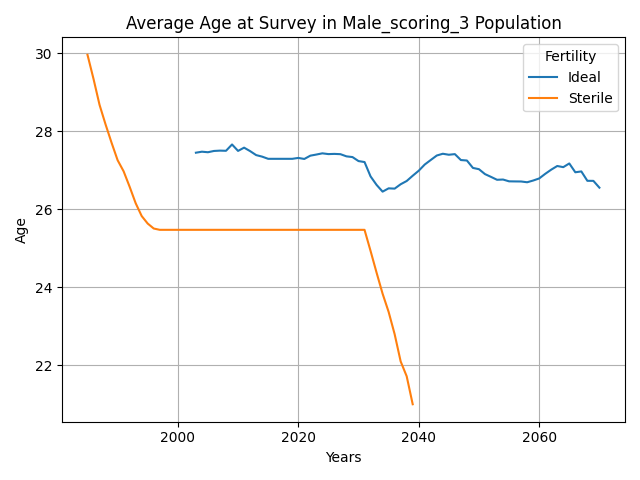 Average Age at Survey in Male_scoring_3 Population
Fertility
Ideal
Sterile
Age
30
28
26
24
22
2000
2020
2040
2060
Years